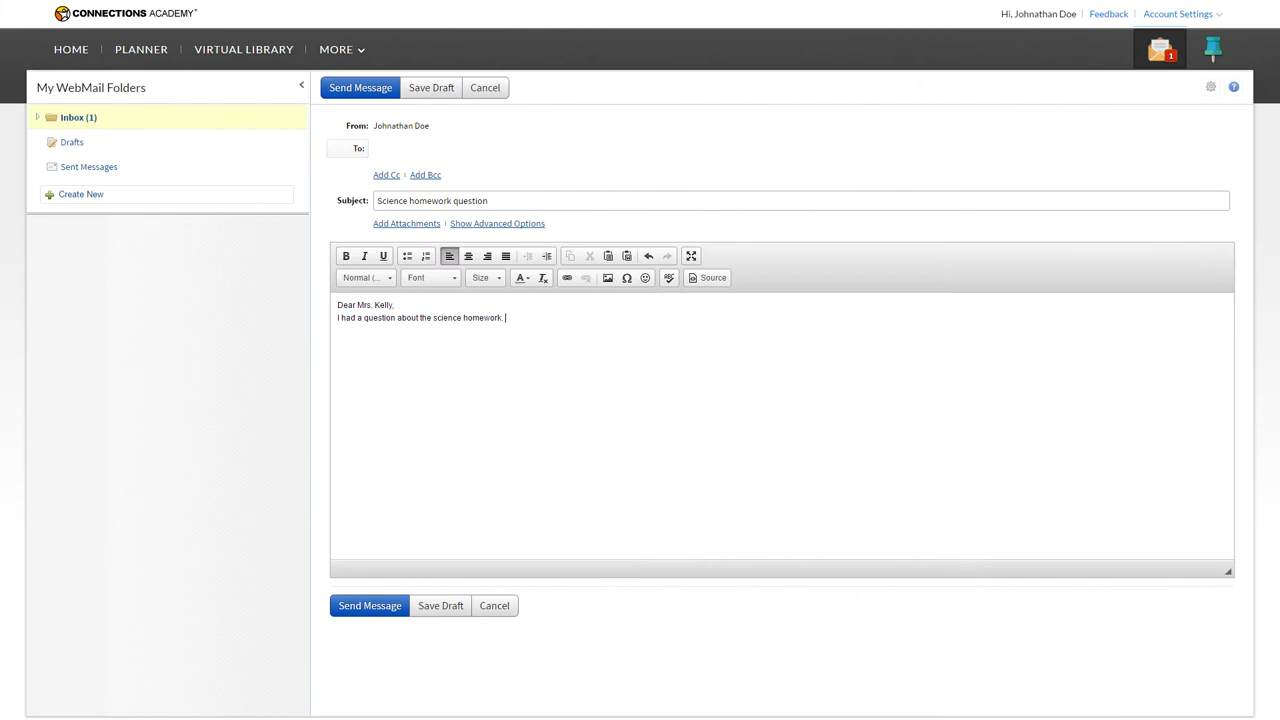 CONNECTIONS ACADEMY®
Hi, Johnathan Doe
Feedback
Account Settings
HOME
PLANNER
VIRTUAL LIBRARY
MORE
1
My WebMail Folders
Inbox (1)
Drafts
Sent Messages
Create New
Send Message
Save Draft
Cancel
?
From: Johnathan Doe
To:
Add Cc | Add Bcc
Subject: Science homework question
Add Attachments | Show Advanced Options
B I U
Normal (...
Font
Size
A
Tx
Ω
ABC
Source
Dear Mrs. Kelly,
I had a question about the science homework.
Send Message
Save Draft
Cancel